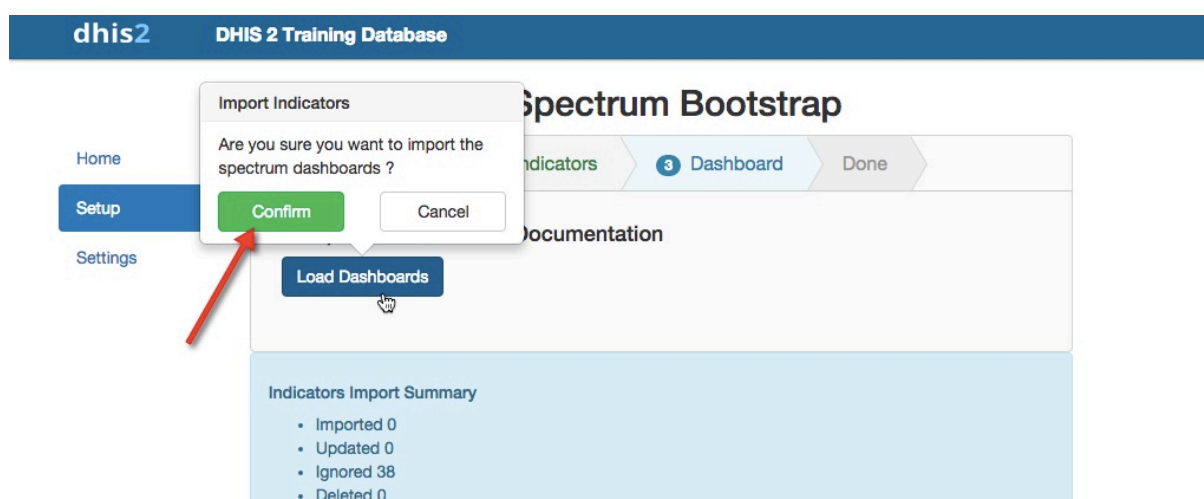 dhis2 DHIS 2 Training Database
Spectrum Bootstrap
Import Indicators
Are you sure you want to import the
spectrum dashboards ?
Confirm Cancel
Home
Setup
Settings
ndicators
3 Dashboard
Done
Documentation
Load Dashboards
Indicators Import Summary
• Imported 0
• Updated 0
• Ignored 38
• Deleted 0